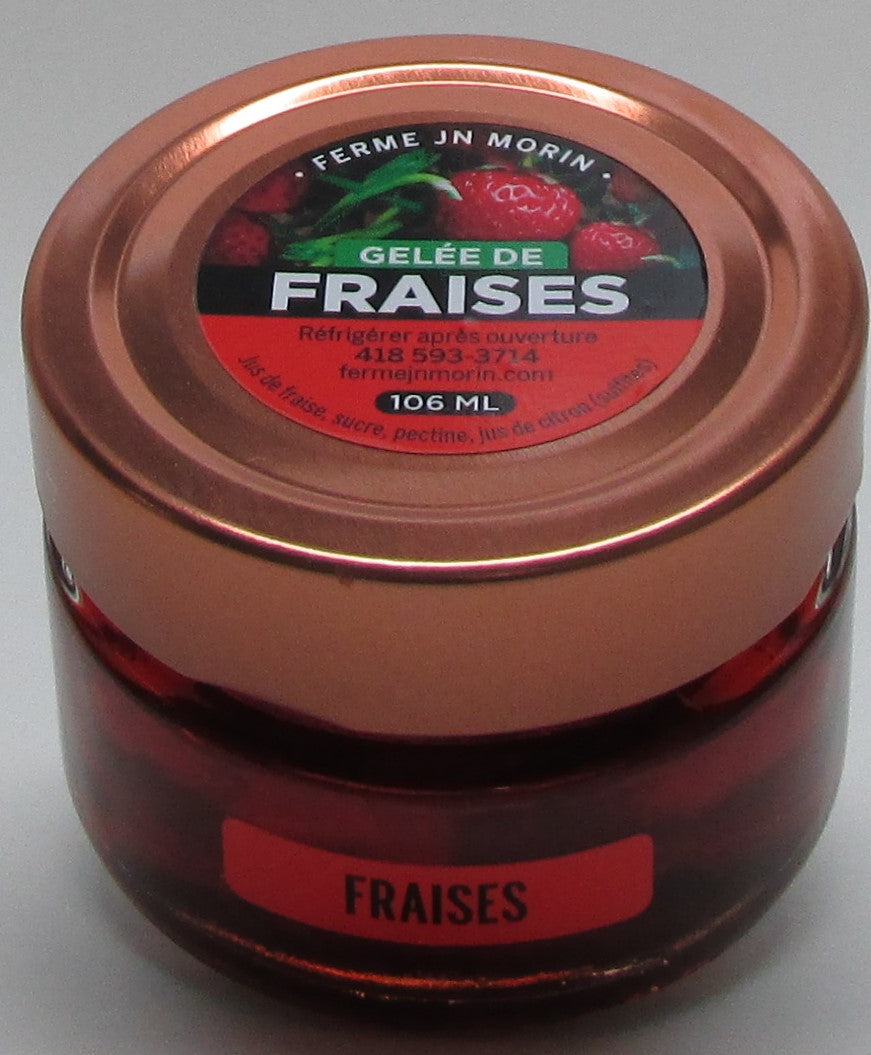 • FERME JN MORIN •
GELÉE DE
FRAISES
Réfrigérer après ouverture
418 593-3714
fermejnmorin.com
106 ML
Jus de fraise, sucre, pectine, jus de citron (sulfites)
FRAISES